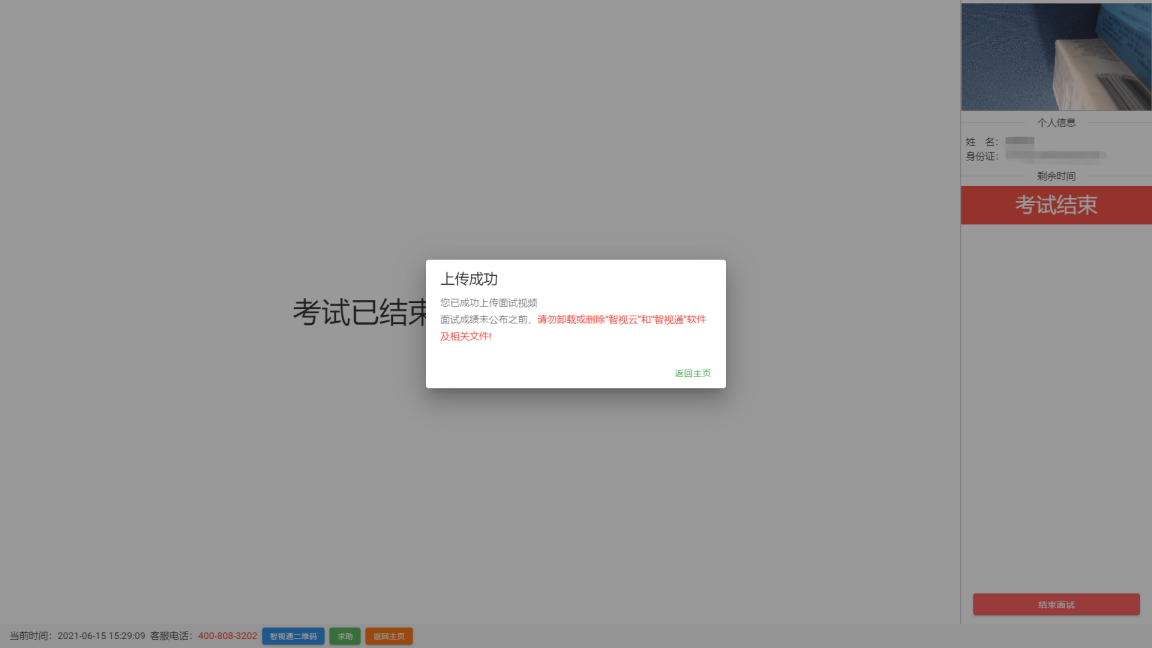 个人信息
姓 名：
身份证：
剩余时间
考试结束
考试已结束
上传成功
您已成功上传面试视频
面试成绩未公布之前，请勿卸载或删除"智视云"和"智视通"软件
及相关文件!
返回主页
结束面试
当前时间：2021-06-15 15:29:09 客服电话：400-808-3202 智视通二维码 求助 返回主页